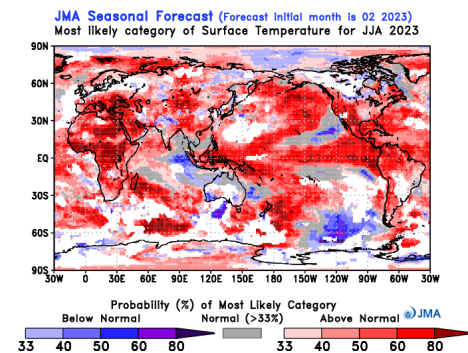 JMA Seasonal Forecast (Forecast initial month is 02 2023)
Most likely category of Surface Temperature for JJA 2023
90N
60N
30N
EQ
30S
60S
90S
30W 0 30E 60E 90E 120E 150E 180 150W 120W 90W 60W 30W
Probability (%) of Most Likely Category
Below Normal Normal (>33%) Above Normal JMA
33 40 50 60 80 33 40 50 60 80